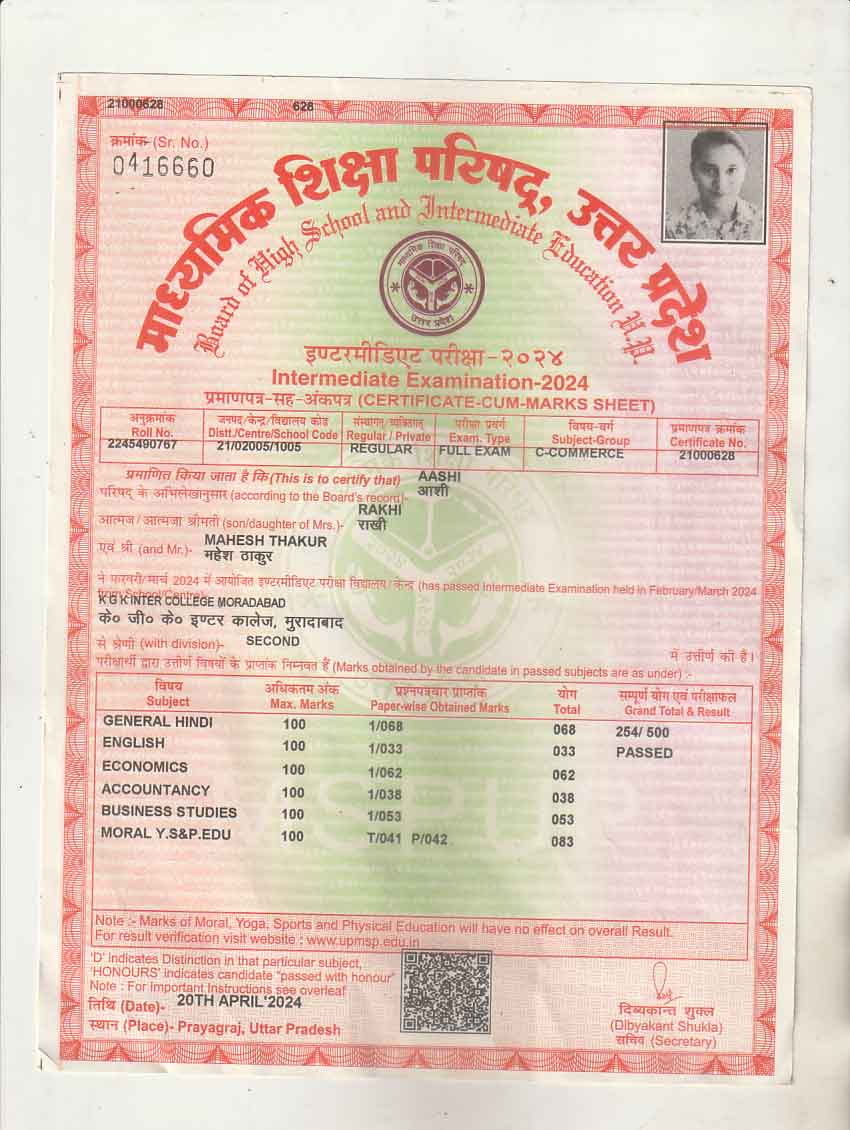 21000628 628
क्रमांक (Sr. No.)
0416660
माध्यमिक शिक्षा परिषद्, उत्तर प्रदेश
Board of High School and Intermediate Education U.P.
माध्यमिक शिक्षा परिषद्
उत्तर प्रदेश
इण्टरमीडिएट परीक्षा-२०२४
Intermediate Examination-2024
प्रमाणपत्र-सह-अंकपत्र (CERTIFICATE-CUM-MARKS SHEET)
अनुक्रमांक जनपद/केन्द्र/विद्यालय कोड संस्थागत/व्यक्तिगत परीक्षा प्रवर्ग विषय-वर्ग प्रमाणपत्र क्रमांक
Roll No. Distt./Centre/School Code Regular / Private Exam. Type Subject-Group Certificate No.
2245490767 21/02005/1005 REGULAR FULL EXAM C-COMMERCE 21000628
प्रमाणित किया जाता है कि (This is to certify that) AASHI
परिषद् के अभिलेखानुसार (according to the Board's record)- आशी
RAKHI
आत्मज/आत्मजा श्रीमती (son/daughter of Mrs.)- राखी
MAHESH THAKUR
एवं श्री (and Mr.)- महेश ठाकुर
ने फरवरी/मार्च 2024 में आयोजित इण्टरमीडिएट परीक्षा विद्यालय/केन्द्र (has passed Intermediate Examination held in February/March 2024
from School/Centre)-
K G K INTER COLLEGE MORADABAD
के० जी० के० इण्टर कालेज, मुरादाबाद
से श्रेणी (with division)- SECOND में उत्तीर्ण की है।
परीक्षार्थी द्वारा उत्तीर्ण विषयों के प्राप्तांक निम्नवत हैं (Marks obtained by the candidate in passed subjects are as under) :-
विषय अधिकतम अंक प्रश्नपत्रवार प्राप्तांक योग सम्पूर्ण योग एवं परीक्षाफल
Subject Max. Marks Paper-wise Obtained Marks Total Grand Total & Result
GENERAL HINDI 100 1/068 068 254/ 500
ENGLISH 100 1/033 033 PASSED
ECONOMICS 100 1/062 062
ACCOUNTANCY 100 1/038 038
BUSINESS STUDIES 100 1/053 053
MORAL Y.S&P.EDU 100 T/041 P/042 083
Note :- Marks of Moral, Yoga, Sports and Physical Education will have no effect on overall Result.
For result verification visit website : www.upmsp.edu.in
'D' indicates Distinction in that particular subject,
'HONOURS' indicates candidate "passed with honour"
Note : For Important Instructions see overleaf
तिथि (Date)- 20TH APRIL'2024
स्थान (Place)- Prayagraj, Uttar Pradesh
दिव्यकान्त शुक्ल
(Dibyakant Shukla)
सचिव (Secretary)